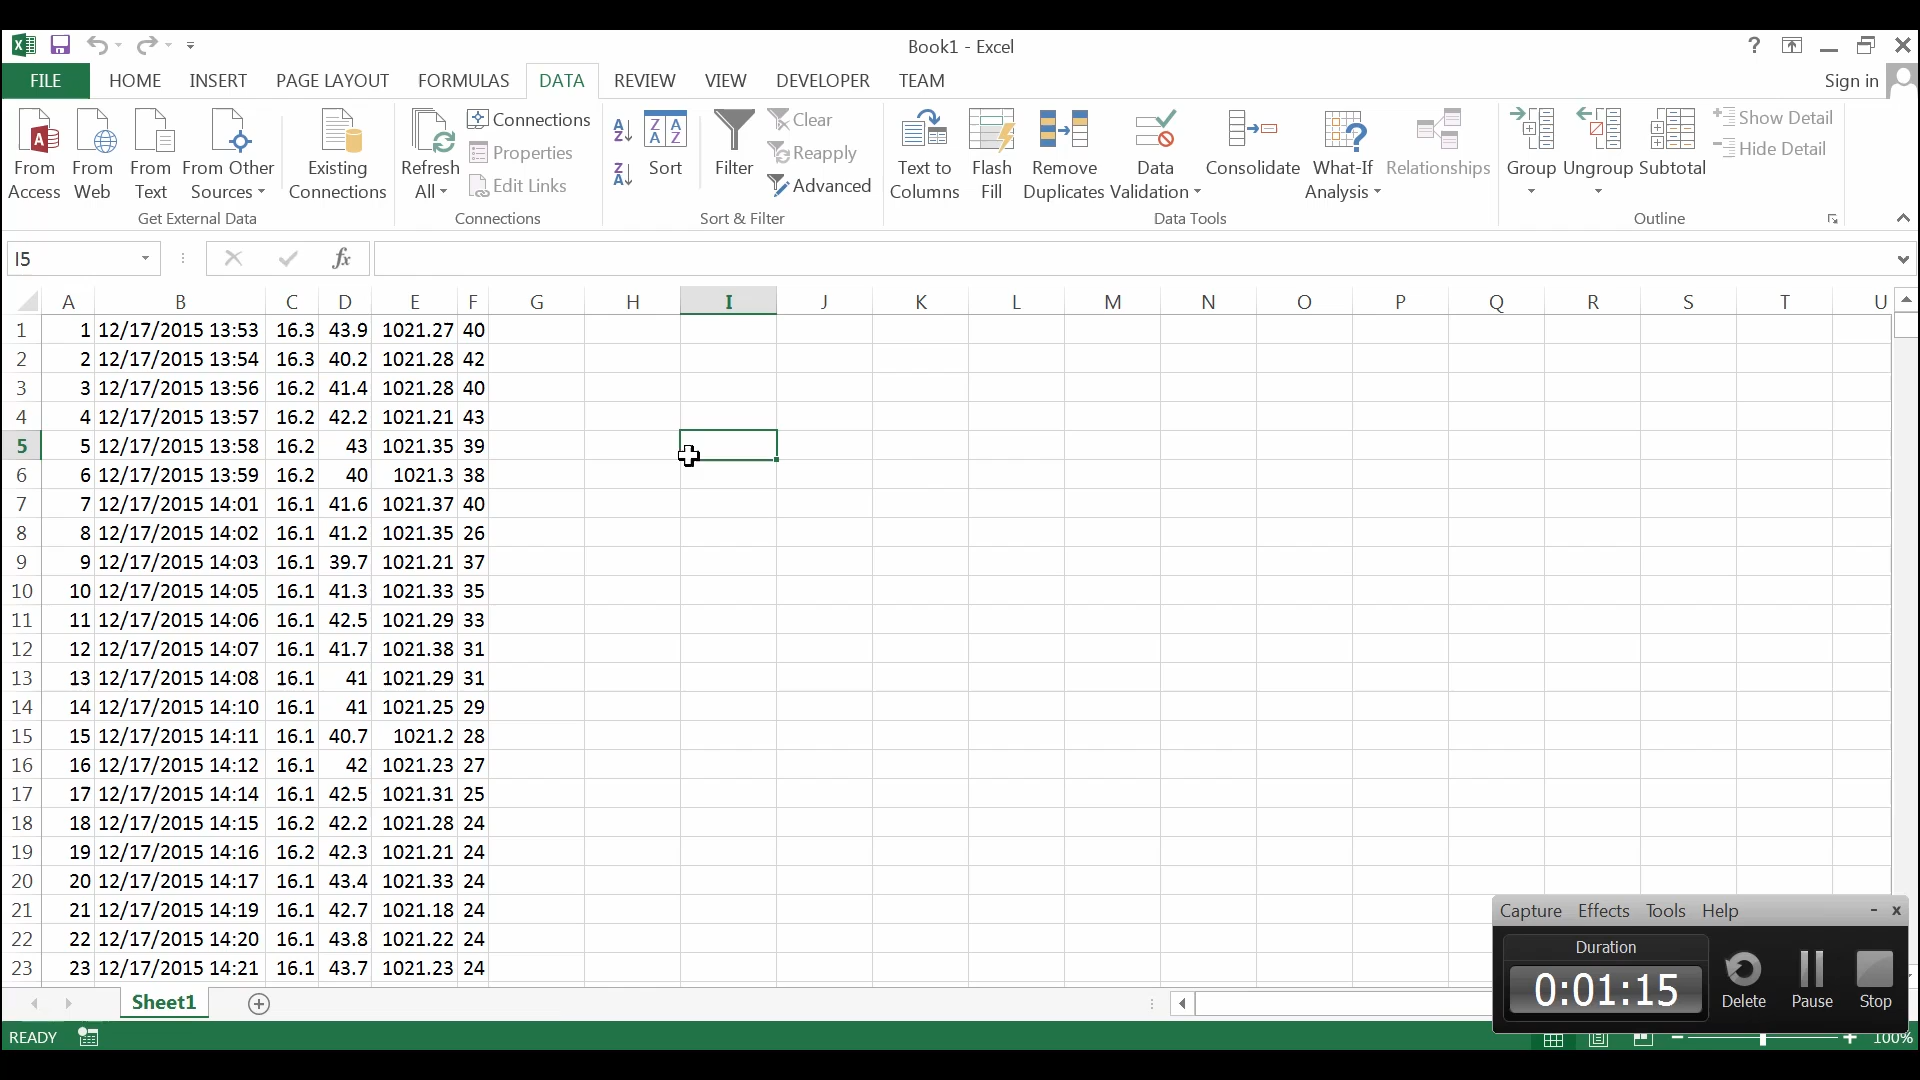 Book1 - Excel
?
FILE HOME INSERT PAGE LAYOUT FORMULAS DATA REVIEW VIEW DEVELOPER TEAM Sign in
From Access
From Web
From Text
From Other Sources
Existing Connections
Get External Data
Refresh All
Connections
Properties
Edit Links
Connections
Sort
Filter
Clear
Reapply
Advanced
Sort & Filter
Text to Columns
Flash Fill
Remove Duplicates
Data Validation
Consolidate
What-If Analysis
Relationships
Data Tools
Group
Ungroup
Subtotal
Show Detail
Hide Detail
Outline
I5 fx
A B C D E F G H I J K L M N O P Q R S T U
1 1 12/17/2015 13:53 16.3 43.9 1021.27 40
2 2 12/17/2015 13:54 16.3 40.2 1021.28 42
3 3 12/17/2015 13:56 16.2 41.4 1021.28 40
4 4 12/17/2015 13:57 16.2 42.2 1021.21 43
5 5 12/17/2015 13:58 16.2 43 1021.35 39
6 6 12/17/2015 13:59 16.2 40 1021.3 38
7 7 12/17/2015 14:01 16.1 41.6 1021.37 40
8 8 12/17/2015 14:02 16.1 41.2 1021.35 26
9 9 12/17/2015 14:03 16.1 39.7 1021.21 37
10 10 12/17/2015 14:05 16.1 41.3 1021.33 35
11 11 12/17/2015 14:06 16.1 42.5 1021.29 33
12 12 12/17/2015 14:07 16.1 41.7 1021.38 31
13 13 12/17/2015 14:08 16.1 41 1021.29 31
14 14 12/17/2015 14:10 16.1 41 1021.25 29
15 15 12/17/2015 14:11 16.1 40.7 1021.2 28
16 16 12/17/2015 14:12 16.1 42 1021.23 27
17 17 12/17/2015 14:14 16.1 42.5 1021.31 25
18 18 12/17/2015 14:15 16.2 42.2 1021.28 24
19 19 12/17/2015 14:16 16.2 42.3 1021.21 24
20 20 12/17/2015 14:17 16.1 43.4 1021.33 24
21 21 12/17/2015 14:19 16.1 42.7 1021.18 24
22 22 12/17/2015 14:20 16.1 43.8 1021.22 24
23 23 12/17/2015 14:21 16.1 43.7 1021.23 24
Capture Effects Tools Help
Duration
0:01:15
Delete Pause Stop
Sheet1
READY 100%